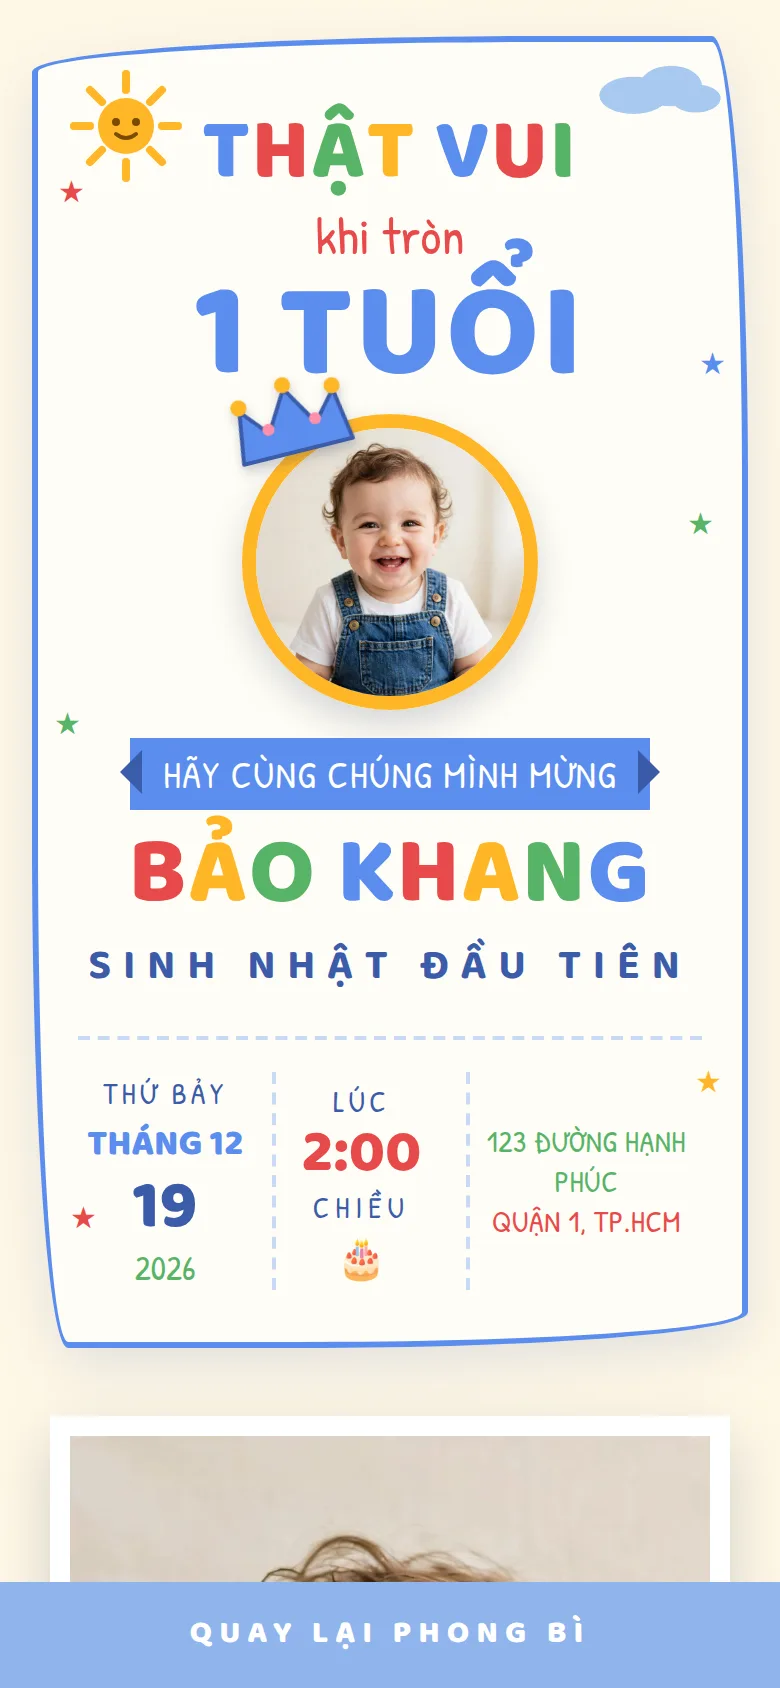 THẬT VUI
khi tròn
1 TUỔI
HÃY CÙNG CHÚNG MÌNH MỪNG
BẢO KHANG
SINH NHẬT ĐẦU TIÊN
THỨ BẢY
THÁNG 12
19
2026
LÚC
2:00
CHIỀU
123 ĐƯỜNG HẠNH
PHÚC
QUẬN 1, TP.HCM
QUAY LẠI PHONG BÌ